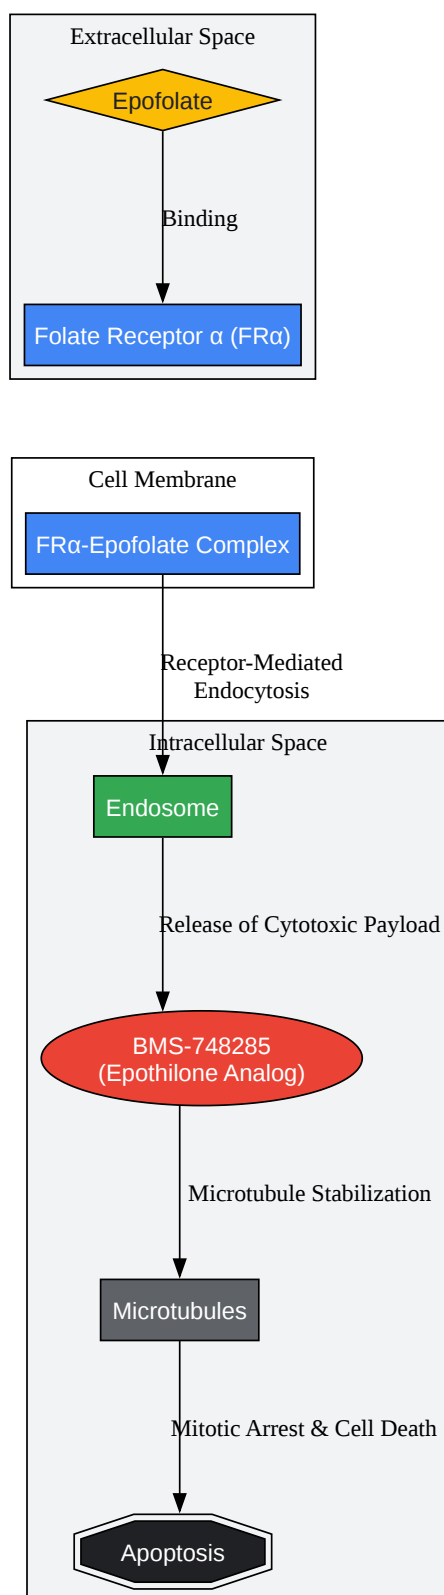 Extracellular Space
Epofolate
Binding
Folate Receptor α (FRα)
Cell Membrane
FRα-Epofolate Complex
Receptor-Mediated
Endocytosis
Intracellular Space
Endosome
Release of Cytotoxic Payload
BMS-748285
(Epothilone Analog)
Microtubule Stabilization
Microtubules
Mitotic Arrest & Cell Death
Apoptosis